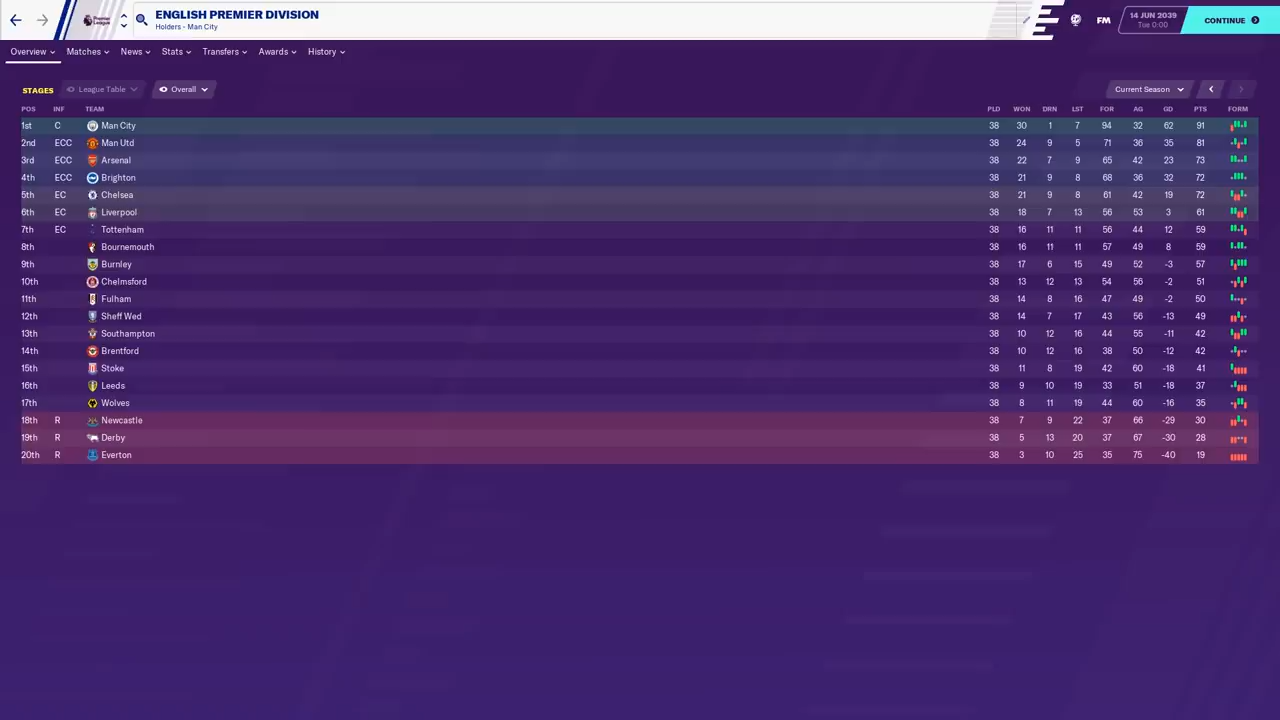 ENGLISH PREMIER DIVISION
Holders - Man City
FM
14 JUN 2039
Tue 0:00
CONTINUE
Overview Matches News Stats Transfers Awards History
STAGES League Table Overall Current Season
POS INF TEAM PLD WON DRN LST FOR AG GD PTS FORM
1st C Man City 38 30 1 7 94 32 62 91
2nd ECC Man Utd 38 24 9 5 71 36 35 81
3rd ECC Arsenal 38 22 7 9 65 42 23 73
4th ECC Brighton 38 21 9 8 68 36 32 72
5th EC Chelsea 38 21 9 8 61 42 19 72
6th EC Liverpool 38 18 7 13 56 53 3 61
7th EC Tottenham 38 16 11 11 56 44 12 59
8th Bournemouth 38 16 11 11 57 49 8 59
9th Burnley 38 17 6 15 49 52 -3 57
10th Chelmsford 38 13 12 13 54 56 -2 51
11th Fulham 38 14 8 16 47 49 -2 50
12th Sheff Wed 38 14 7 17 43 56 -13 49
13th Southampton 38 10 12 16 44 55 -11 42
14th Brentford 38 10 12 16 38 50 -12 42
15th Stoke 38 11 8 19 42 60 -18 41
16th Leeds 38 9 10 19 33 51 -18 37
17th Wolves 38 8 11 19 44 60 -16 35
18th R Newcastle 38 7 9 22 37 66 -29 30
19th R Derby 38 5 13 20 37 67 -30 28
20th R Everton 38 3 10 25 35 75 -40 19